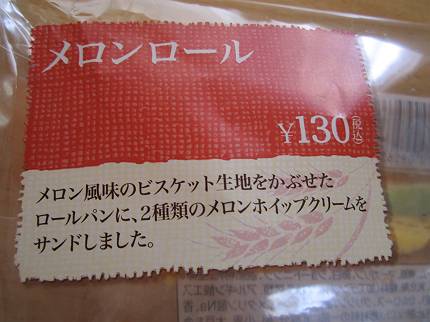 メロンロール
¥130(税込)
メロン風味のビスケット生地をかぶせた
ロールパンに、2種類のメロンホイップクリームを
サンドしました。